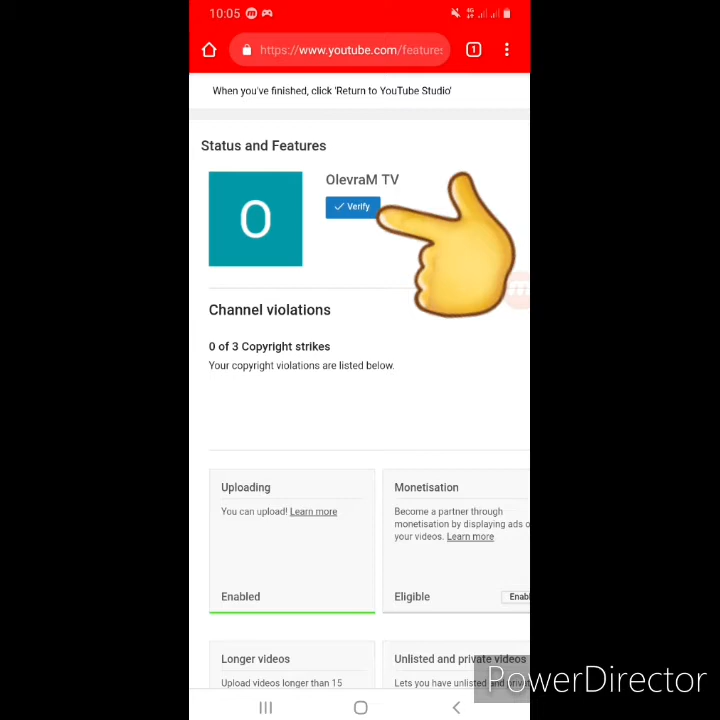 10:05
https://www.youtube.com/features
1
When you've finished, click 'Return to YouTube Studio'
Status and Features
O
OlevraM TV
Verify
Channel violations
0 of 3 Copyright strikes
Your copyright violations are listed below.
Uploading
You can upload! Learn more
Enabled
Monetisation
Become a partner through
monetisation by displaying ads o
your videos. Learn more
Eligible
Enabl
Longer videos
Upload videos longer than 15
Unlisted and private videos
Lets you have unlisted and
PowerDirector